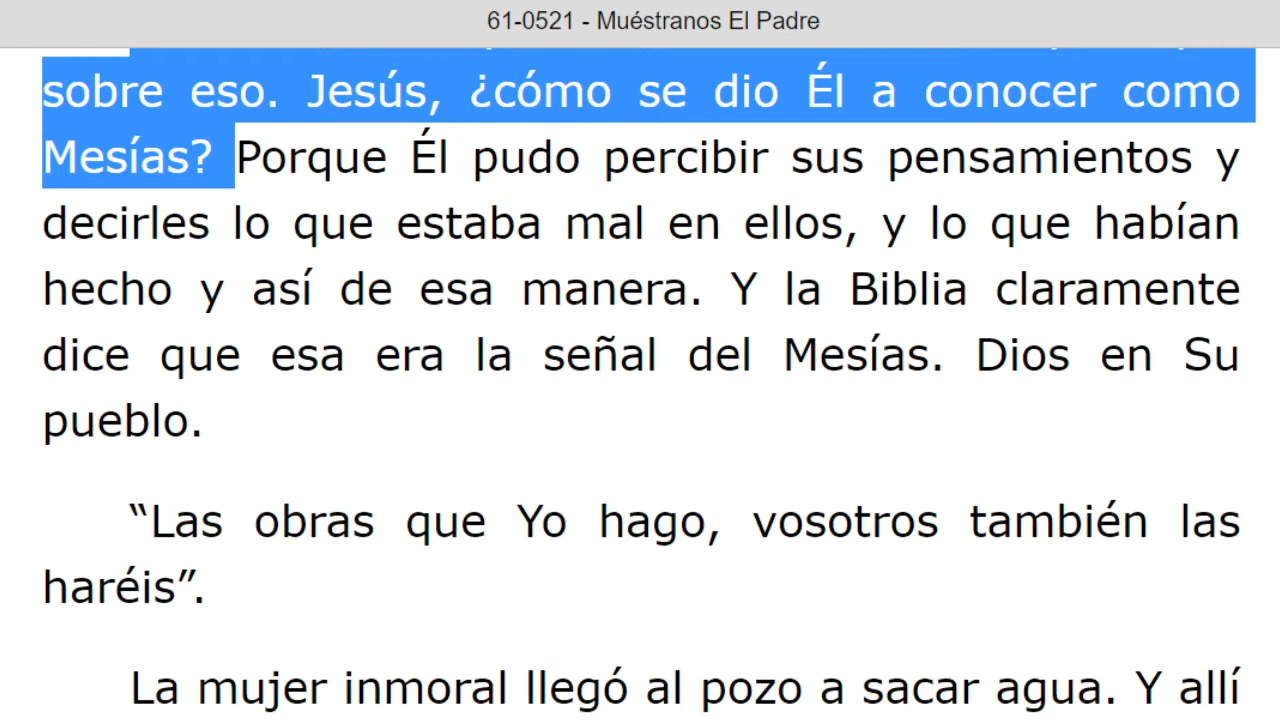 61-0521 - Muéstranos El Padre
sobre eso. Jesús, ¿cómo se dio Él a conocer como
Mesías? Porque Él pudo percibir sus pensamientos y
decirles lo que estaba mal en ellos, y lo que habían
hecho y así de esa manera. Y la Biblia claramente
dice que esa era la señal del Mesías. Dios en Su
pueblo.
“Las obras que Yo hago, vosotros también las
haréis”.
La mujer inmoral llegó al pozo a sacar agua. Y allí